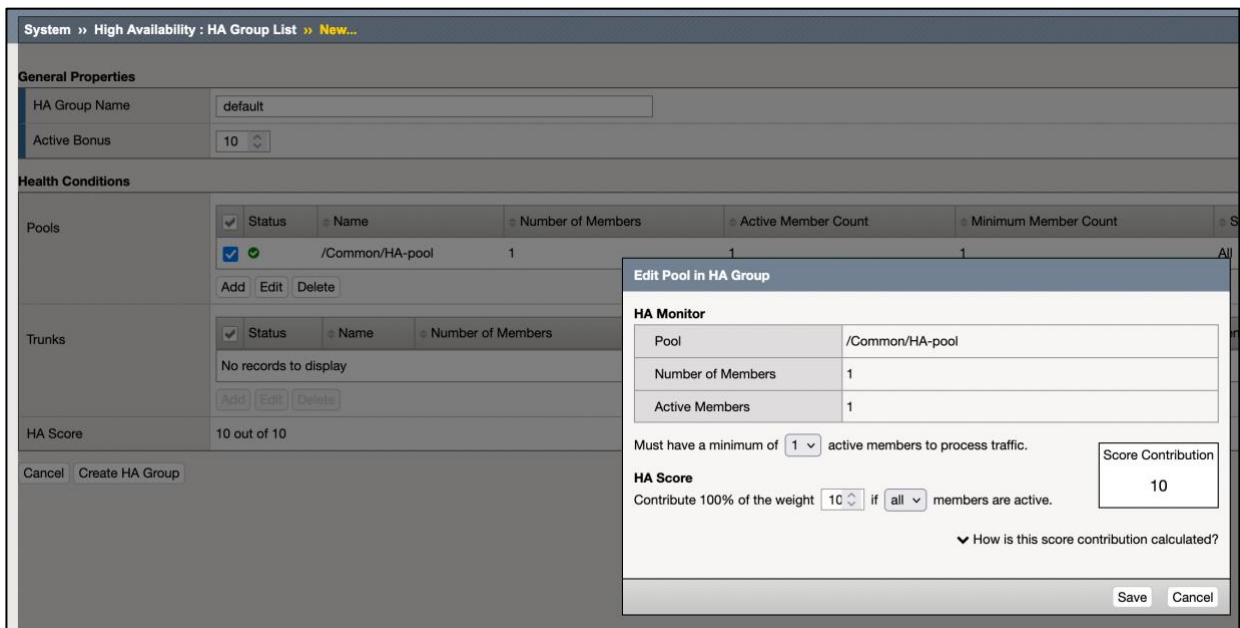 System » High Availability : HA Group List » New...
General Properties
HA Group Name default
Active Bonus 10
Health Conditions
Pools
Status Name Number of Members Active Member Count Minimum Member Count
/Common/HA-pool 1 1 1 All
Add Edit Delete
Trunks
Status Name Number of Members
No records to display
Add Edit Delete
HA Score 10 out of 10
Cancel Create HA Group
Edit Pool in HA Group
HA Monitor
Pool /Common/HA-pool
Number of Members 1
Active Members 1
Must have a minimum of 1 active members to process traffic.
HA Score
Contribute 100% of the weight 10 if all members are active.
Score Contribution
10
How is this score contribution calculated?
Save Cancel